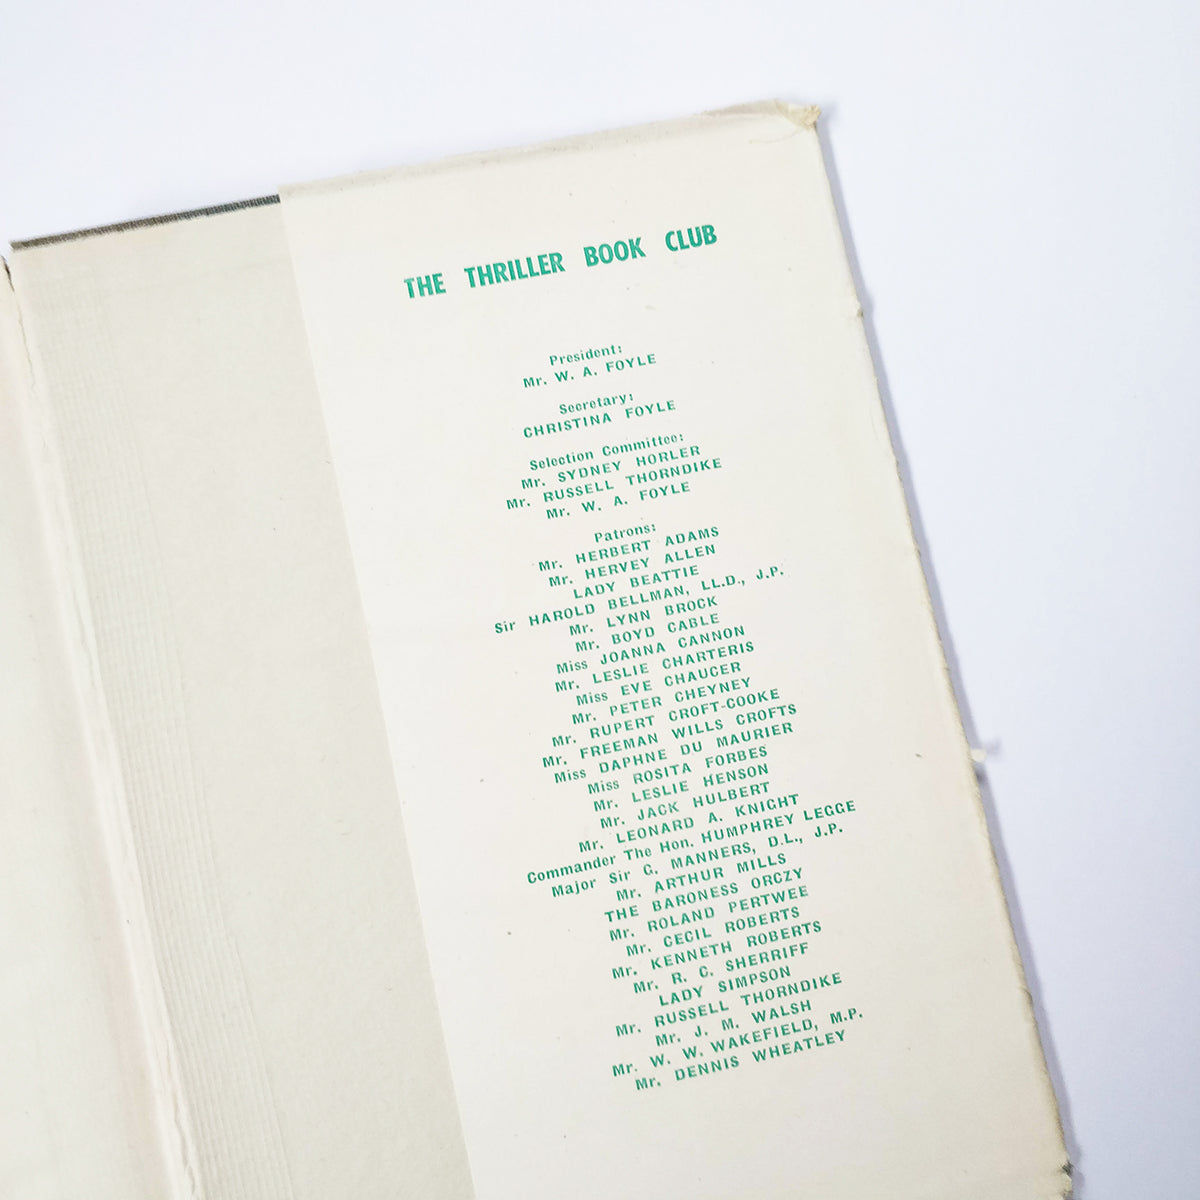 THE THRILLER BOOK CLUB
President:
Mr. W. A. FOYLE
Secretary:
CHRISTINA FOYLE
Selection Committee:
Mr. SYDNEY HORLER
Mr. RUSSELL THORNDIKE
Mr. W. A. FOYLE
Patrons:
Mr. HERBERT ADAMS
Mr. HERVEY ALLEN
LADY BEATTIE
Sir HAROLD BELLMAN, LL.D., J.P.
Mr. LYNN BROCK
Mr. BOYD CABLE
Miss JOANNA CANNON
Mr. LESLIE CHARTERIS
Miss EVE CHAUCER
Mr. PETER CHEYNEY
Mr. RUPERT CROFT-COOKE
Mr. FREEMAN WILLS CROFTS
Miss DAPHNE DU MAURIER
Miss ROSITA FORBES
Mr. LESLIE HENSON
Mr. JACK HULBERT
Mr. LEONARD A. KNIGHT
Commander The Hon. HUMPHREY LEGGE
Major Sir G. MANNERS, D.L., J.P.
Mr. ARTHUR MILLS
THE BARONESS ORCZY
Mr. ROLAND PERTWEE
Mr. CECIL ROBERTS
Mr. KENNETH ROBERTS
Mr. R. C. SHERRIFF
LADY SIMPSON
Mr. RUSSELL THORNDIKE
Mr. J. M. WALSH
Mr. W. W. WAKEFIELD, M.P.
Mr. DENNIS WHEATLEY